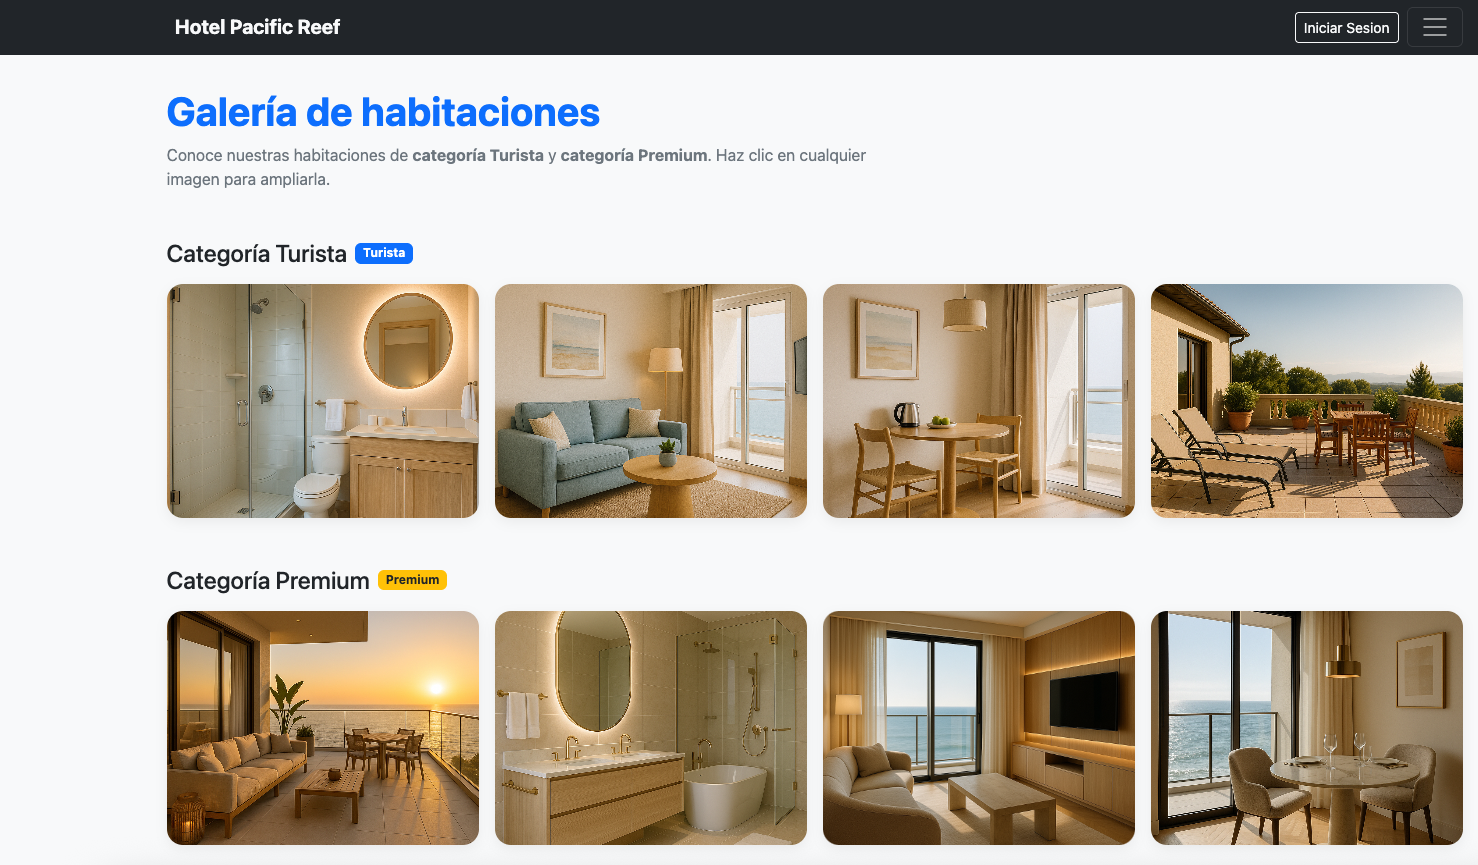 Hotel Pacific Reef
Iniciar Sesion
Galería de habitaciones
Conoce nuestras habitaciones de categoría Turista y categoría Premium. Haz clic en cualquier
imagen para ampliarla.
Categoría Turista Turista
Categoría Premium Premium